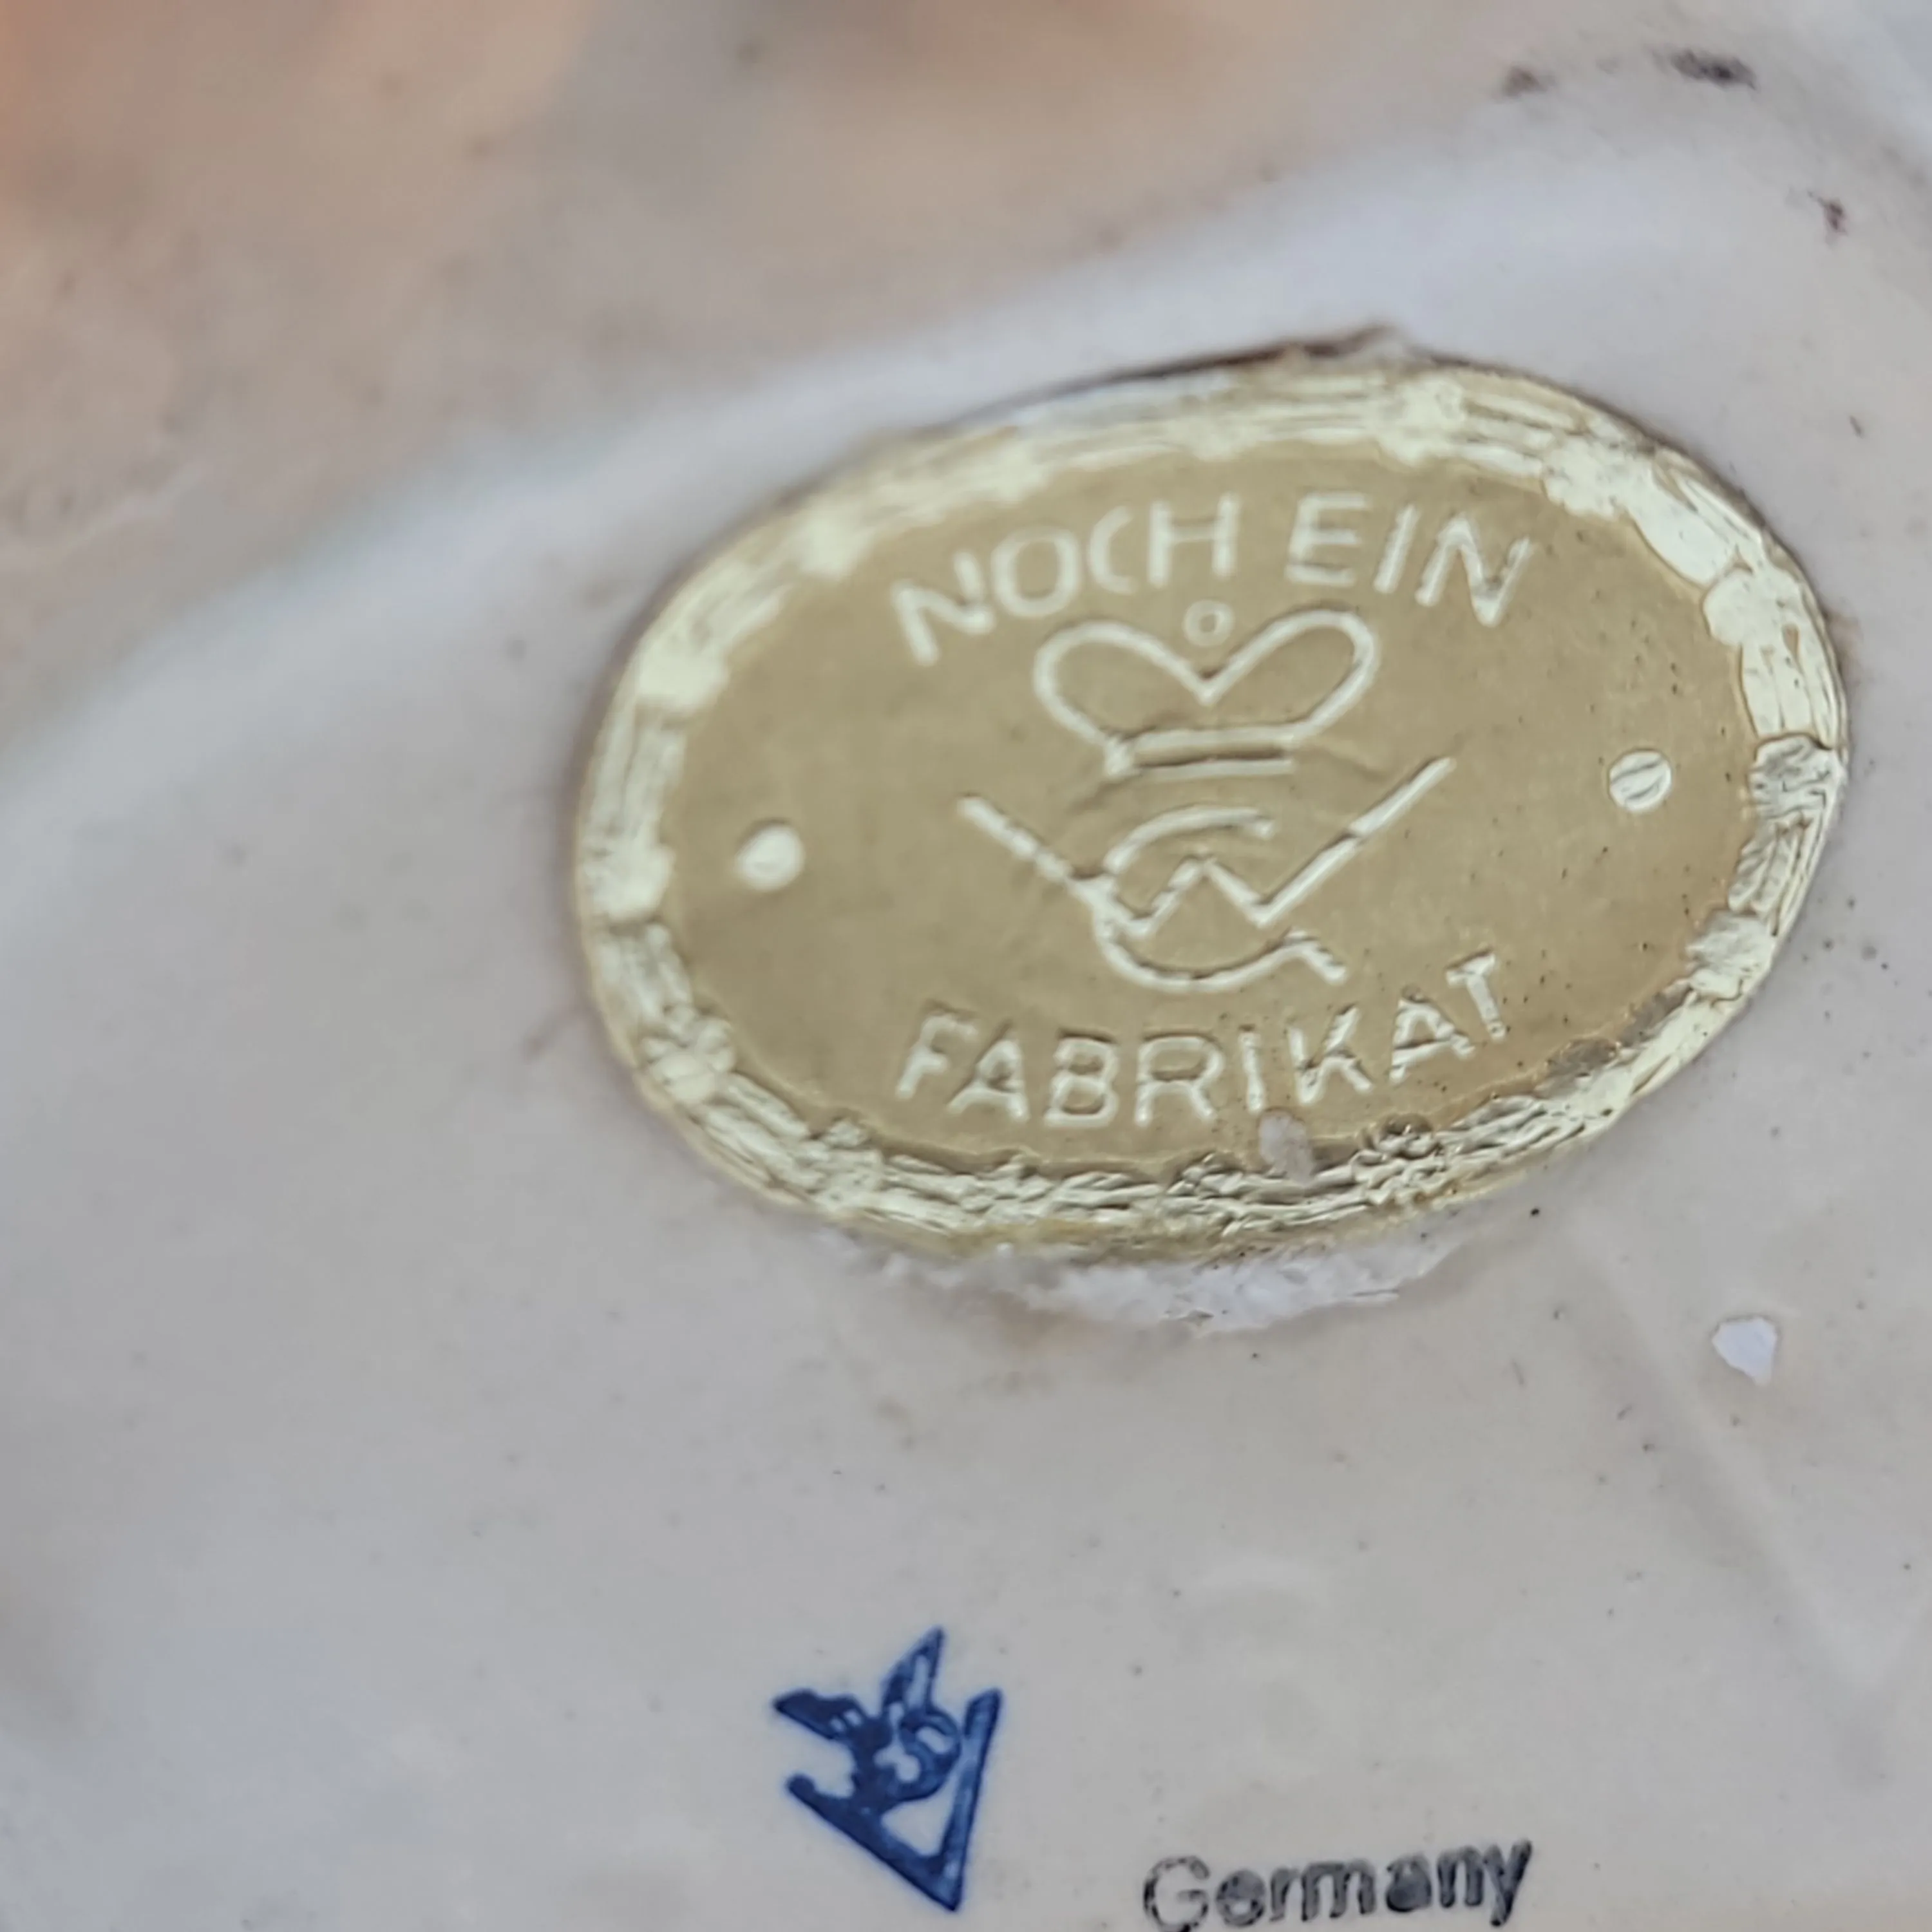 NOCH EIN
FABRIKAT
Germany